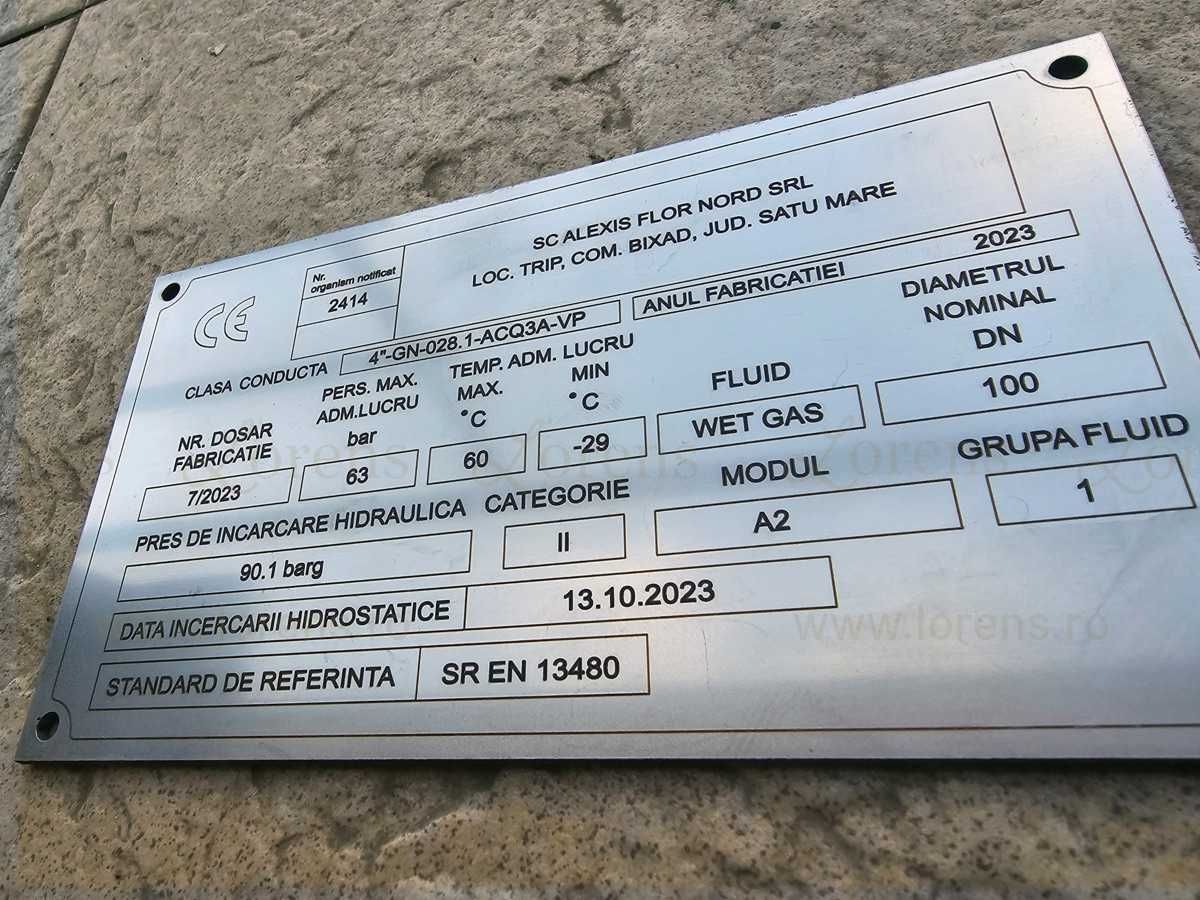 SC ALEXIS FLOR NORD SRL
LOC. TRIP, COM. BIXAD, JUD. SATU MARE
CE
Nr.
organism notificat
2414
CLASA CONDUCTA 4"-GN-028.1-ACQ3A-VP ANUL FABRICATIEI 2023
NR. DOSAR
FABRICATIE
7/2023
PERS. MAX.
ADM.LUCRU
bar
63
TEMP. ADM. LUCRU
MAX.
°C
60
MIN
°C
-29
FLUID
WET GAS
DIAMETRUL
NOMINAL
DN
100
PRES DE INCARCARE HIDRAULICA
90.1 barg
CATEGORIE
II
MODUL
A2
GRUPA FLUID
1
DATA INCERCARII HIDROSTATICE 13.10.2023
STANDARD DE REFERINTA SR EN 13480
Lorens Lorens Lorens
www.lorens.ro